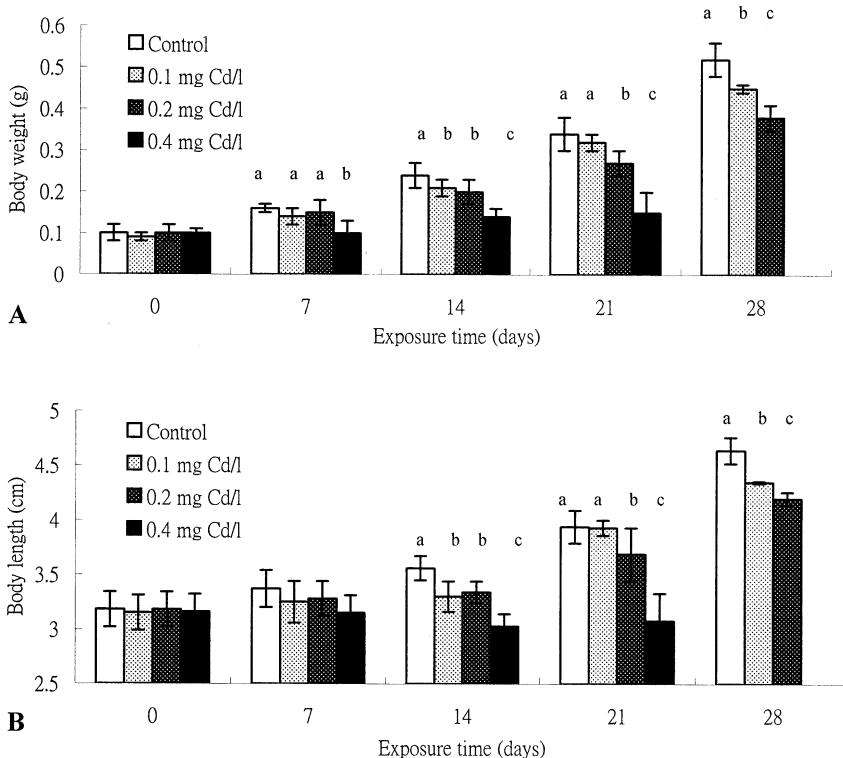 0.6
0.5
0.4
0.3
0.2
0.1
0
Body weight (g)
Control
0.1 mg Cd/l
0.2 mg Cd/l
0.4 mg Cd/l
a a a b
a b b c
a a b c
a b c
0 7 14 21 28
Exposure time (days)
A
5
4.5
4
3.5
3
2.5
Body length (cm)
Control
0.1 mg Cd/l
0.2 mg Cd/l
0.4 mg Cd/l
a b b c
a a b c
a b c
0 7 14 21 28
Exposure time (days)
B